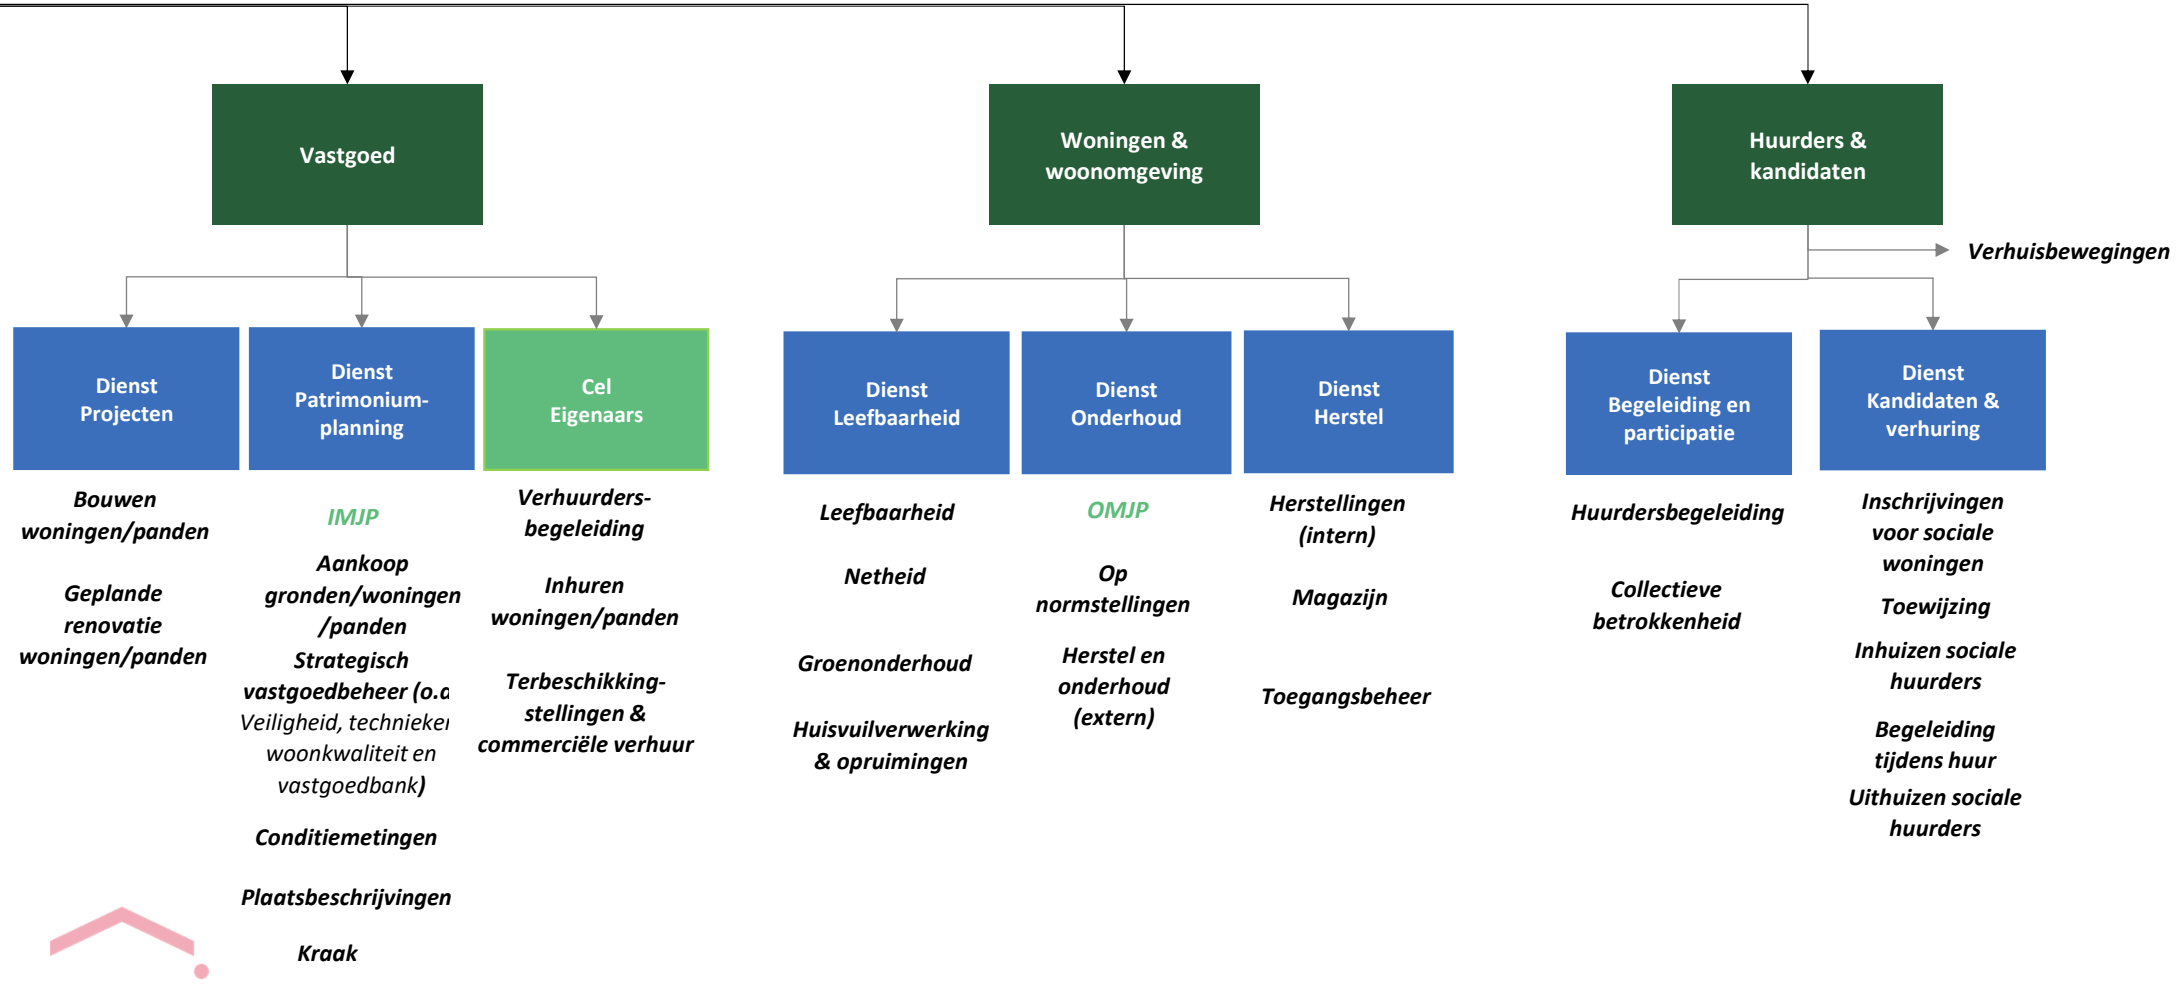 Vastgoed
Woningen &
woonomgeving
Huurders &
kandidaten
Verhuisbewegingen
Dienst
Projecten
Bouwen
woningen/panden
Geplande
renovatie
woningen/panden
Dienst
Patrimonium-
planning
IMJP
Aankoop
gronden/woningen
/panden
Strategisch
vastgoedbeheer (o.a
Veiligheid, technieken
woonkwaliteit en
vastgoedbank)
Conditiemetingen
Plaatsbeschrijvingen
Kraak
Cel
Eigenaars
Verhuurders-
begeleiding
Inhuren
woningen/panden
Terbeschikking-
stellingen &
commerciële verhuur
Dienst
Leefbaarheid
Leefbaarheid
Netheid
Groenonderhoud
Huisvuilverwerking
& opruimingen
Dienst
Onderhoud
OMJP
Op
normstellingen
Herstel en
onderhoud
(extern)
Dienst
Herstel
Herstellingen
(intern)
Magazijn
Toegangsbeheer
Dienst
Begeleiding en
participatie
Huurdersbegeleiding
Collectieve
betrokkenheid
Dienst
Kandidaten &
verhuring
Inschrijvingen
voor sociale
woningen
Toewijzing
Inhuizen sociale
huurders
Begeleiding
tijdens huur
Uithuizen sociale
huurders